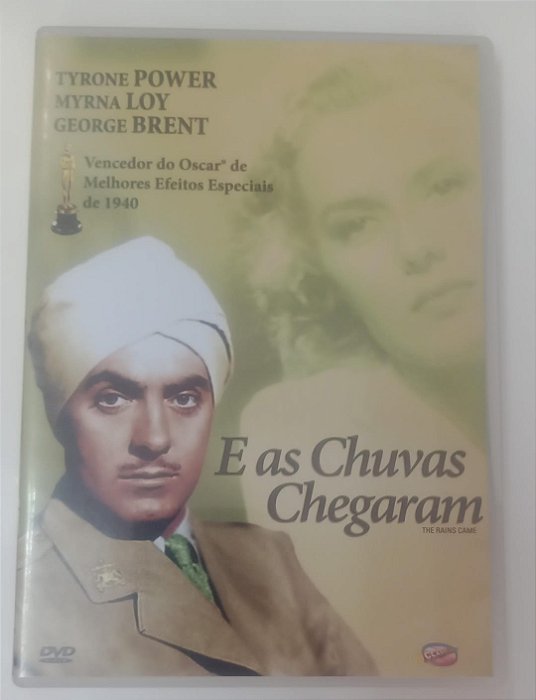 TYRONE POWER
MYRNA LOY
GEORGE BRENT
Vencedor do Oscar® de
Melhores Efeitos Especiais
de 1940
E as Chuvas
Chegaram
THE RAINS CAME
DVD